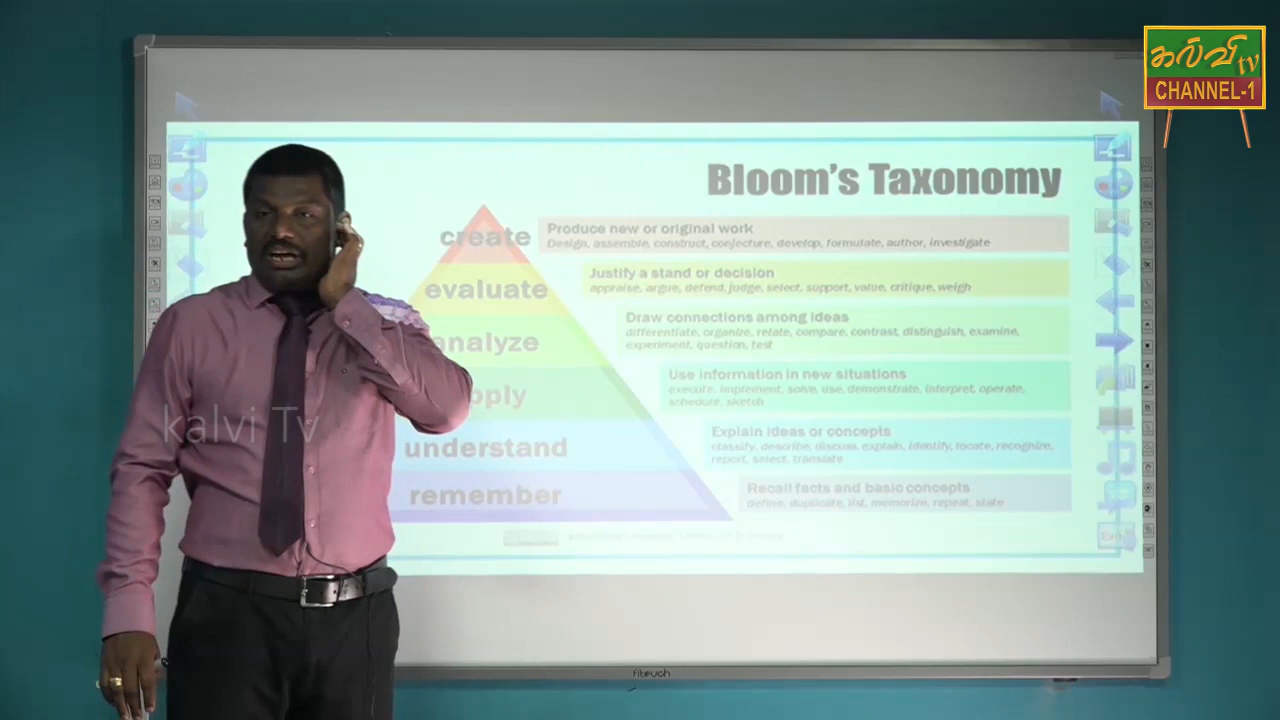 கல்வி tv
CHANNEL-1
Bloom's Taxonomy
create
Produce new or original work
Design, assemble, construct, conjecture, develop, formulate, author, investigate
evaluate
Justify a stand or decision
appraise, argue, defend, judge, select, support, value, critique, weigh
analyze
Draw connections among ideas
differentiate, organize, relate, compare, contrast, distinguish, examine,
experiment, question, test
pply
Use information in new situations
execute, implement, solve, use, demonstrate, interpret, operate,
schedule, sketch
understand
Explain ideas or concepts
classify, describe, discuss, explain, identify, locate, recognize,
report, select, translate
remember
Recall facts and basic concepts
define, duplicate, list, memorize, repeat, state
kalvi Tv
Exit